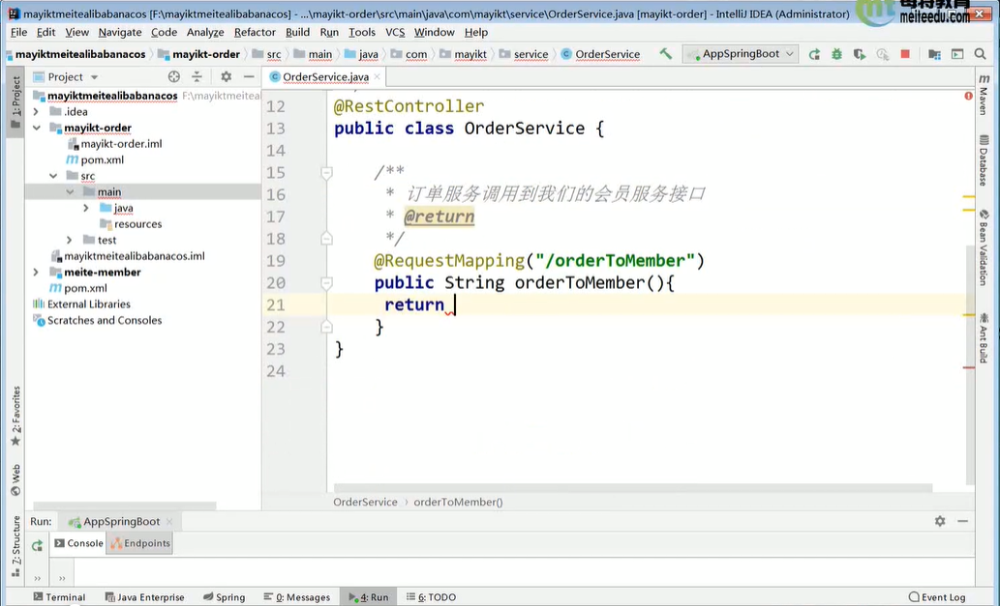 mayiktmeitealibabanacos [F:\mayiktmeitealibabanacos] - ...\mayikt-order\src\main\java\com\mayikt\service\OrderService.java [mayikt-order] - IntelliJ IDEA (Administrator)
每特教育
meiteedu.com
File Edit View Navigate Code Analyze Refactor Build Run Tools VCS Window Help
mayiktmeitealibabanacos mayikt-order src main java com mayikt service OrderService AppSpringBoot
1: Project
Project
OrderService.java
mayiktmeitealibabanacos F:\mayiktmeiteal
.idea
mayikt-order
mayikt-order.iml
pom.xml
src
main
java
resources
test
mayiktmeitealibabanacos.iml
meite-member
pom.xml
External Libraries
Scratches and Consoles
12 @RestController
13 public class OrderService {
14
15 /**
16 * 订单服务调用到我们的会员服务接口
17 * @return
18 */
19 @RequestMapping("/orderToMember")
20 public String orderToMember(){
21 return
22 }
23 }
24
OrderService › orderToMember()
Maven
Database
Bean Validation
Ant Build
2: Favorites
Web
Z: Structure
Run: AppSpringBoot
Console Endpoints
Terminal Java Enterprise Spring 0: Messages 4: Run 6: TODO Event Log